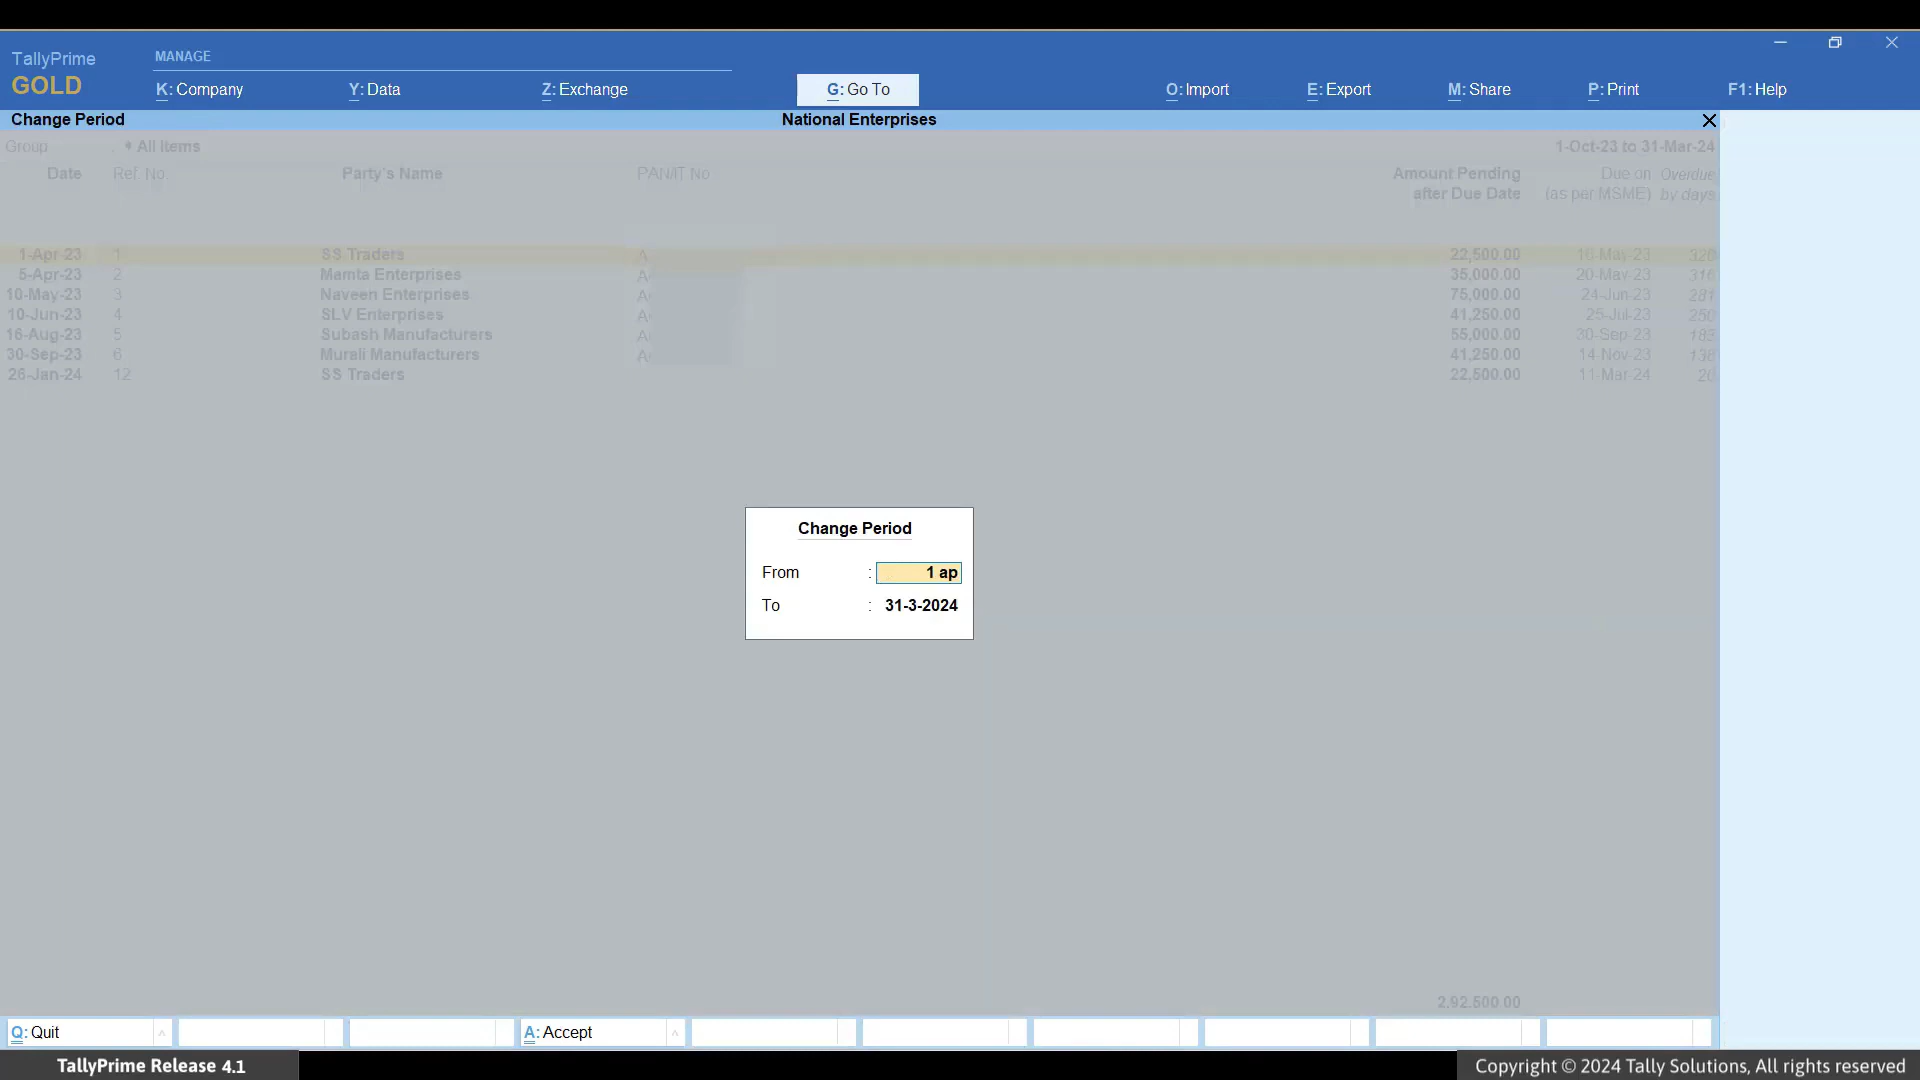 TallyPrime
GOLD
MANAGE
K: Company
Y: Data
Z: Exchange
G: Go To
O: Import
E: Export
M: Share
P: Print
F1: Help
Change Period
National Enterprises
Group : All Items
1-Oct-23 to 31-Mar-24
Date Ref. No. Party's Name PAN/IT No. Amount Pending Due on Overdue
after Due Date (as per MSME) by days
1-Apr-23 1 SS Traders A 22,500.00 16-May-23 320
5-Apr-23 2 Mamta Enterprises A 35,000.00 20-May-23 316
10-May-23 3 Naveen Enterprises A 75,000.00 24-Jun-23 281
10-Jun-23 4 SLV Enterprises A 41,250.00 25-Jul-23 250
16-Aug-23 5 Subash Manufacturers A 55,000.00 30-Sep-23 183
30-Sep-23 6 Murali Manufacturers A 41,250.00 14-Nov-23 138
26-Jan-24 12 SS Traders 22,500.00 11-Mar-24 20
Change Period
From : 1 ap
To : 31-3-2024
2,92,500.00
Q: Quit
A: Accept
TallyPrime Release 4.1
Copyright © 2024 Tally Solutions, All rights reserved